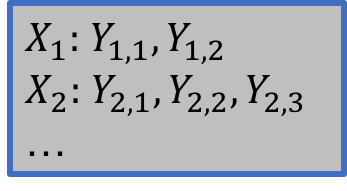 X₁: Y₁,₁, Y₁,₂
X₂: Y₂,₁, Y₂,₂, Y₂,₃
…